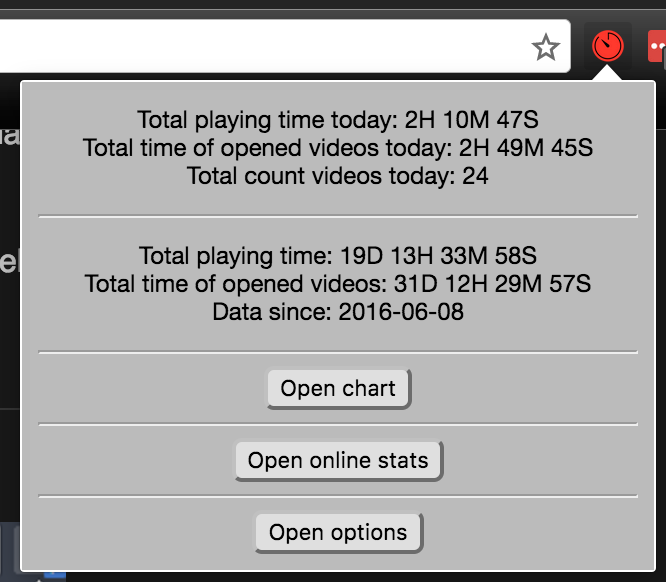 Total playing time today: 2H 10M 47S
Total time of opened videos today: 2H 49M 45S
Total count videos today: 24
Total playing time: 19D 13H 33M 58S
Total time of opened videos: 31D 12H 29M 57S
Data since: 2016-06-08
Open chart
Open online stats
Open options